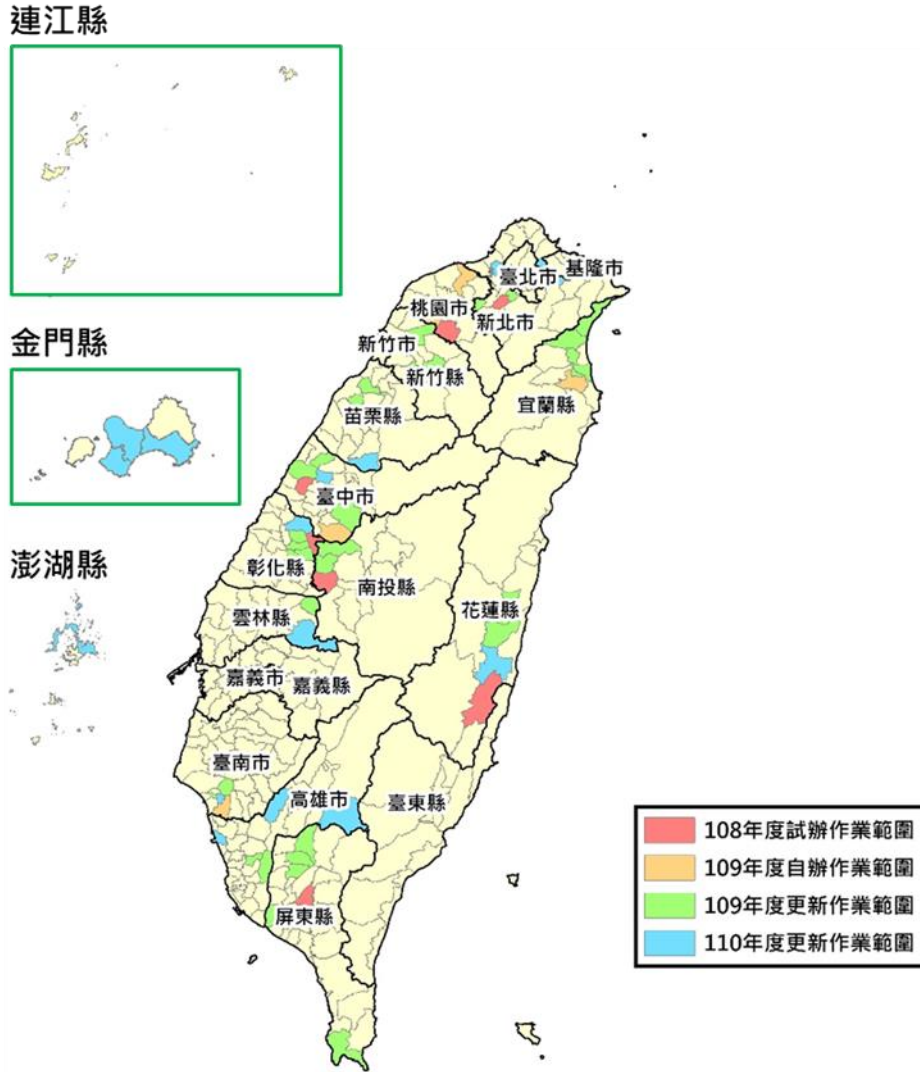 連江縣
金門縣
澎湖縣
基隆市
臺北市
桃園市
新北市
新竹市
新竹縣
宜蘭縣
苗栗縣
臺中市
彰化縣
南投縣
花蓮縣
雲林縣
嘉義市
嘉義縣
臺南市
高雄市
臺東縣
屏東縣
108年度試辦作業範圍
109年度自辦作業範圍
109年度更新作業範圍
110年度更新作業範圍